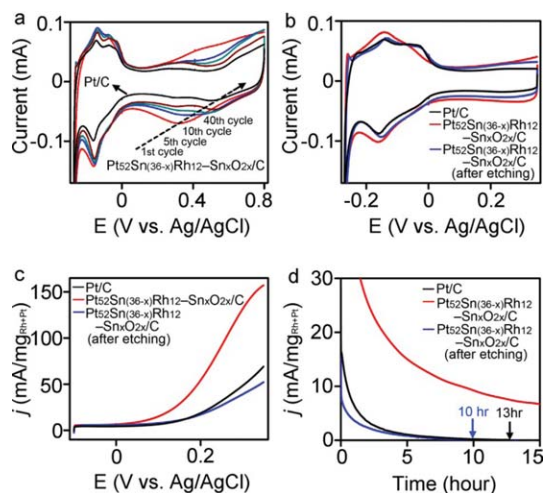 a
Current (mA)
0.1
0
-0.1
Pt/C
40th cycle
10th cycle
5th cycle
1st cycle
Pt52Sn(36-x)Rh12–SnxO2x/C
0 0.4 0.8
E (V vs. Ag/AgCl)
b
Current (mA)
0.1
0
-0.1
Pt/C
Pt52Sn(36-x)Rh12
–SnxO2x/C
Pt52Sn(36-x)Rh12
–SnxO2x/C
(after etching)
-0.2 0 0.2
E (V vs. Ag/AgCl)
c
j (mA/mgRh+Pt)
150
100
50
0
Pt/C
Pt52Sn(36-x)Rh12–SnxO2x/C
Pt52Sn(36-x)Rh12
–SnxO2x/C
(after etching)
0 0.2
E (V vs. Ag/AgCl)
d
j (mA/mgRh+Pt)
30
20
10
0
Pt/C
Pt52Sn(36-x)Rh12
–SnxO2x/C
Pt52Sn(36-x)Rh12
–SnxO2x/C
(after etching)
10 hr 13hr
0 5 10 15
Time (hour)